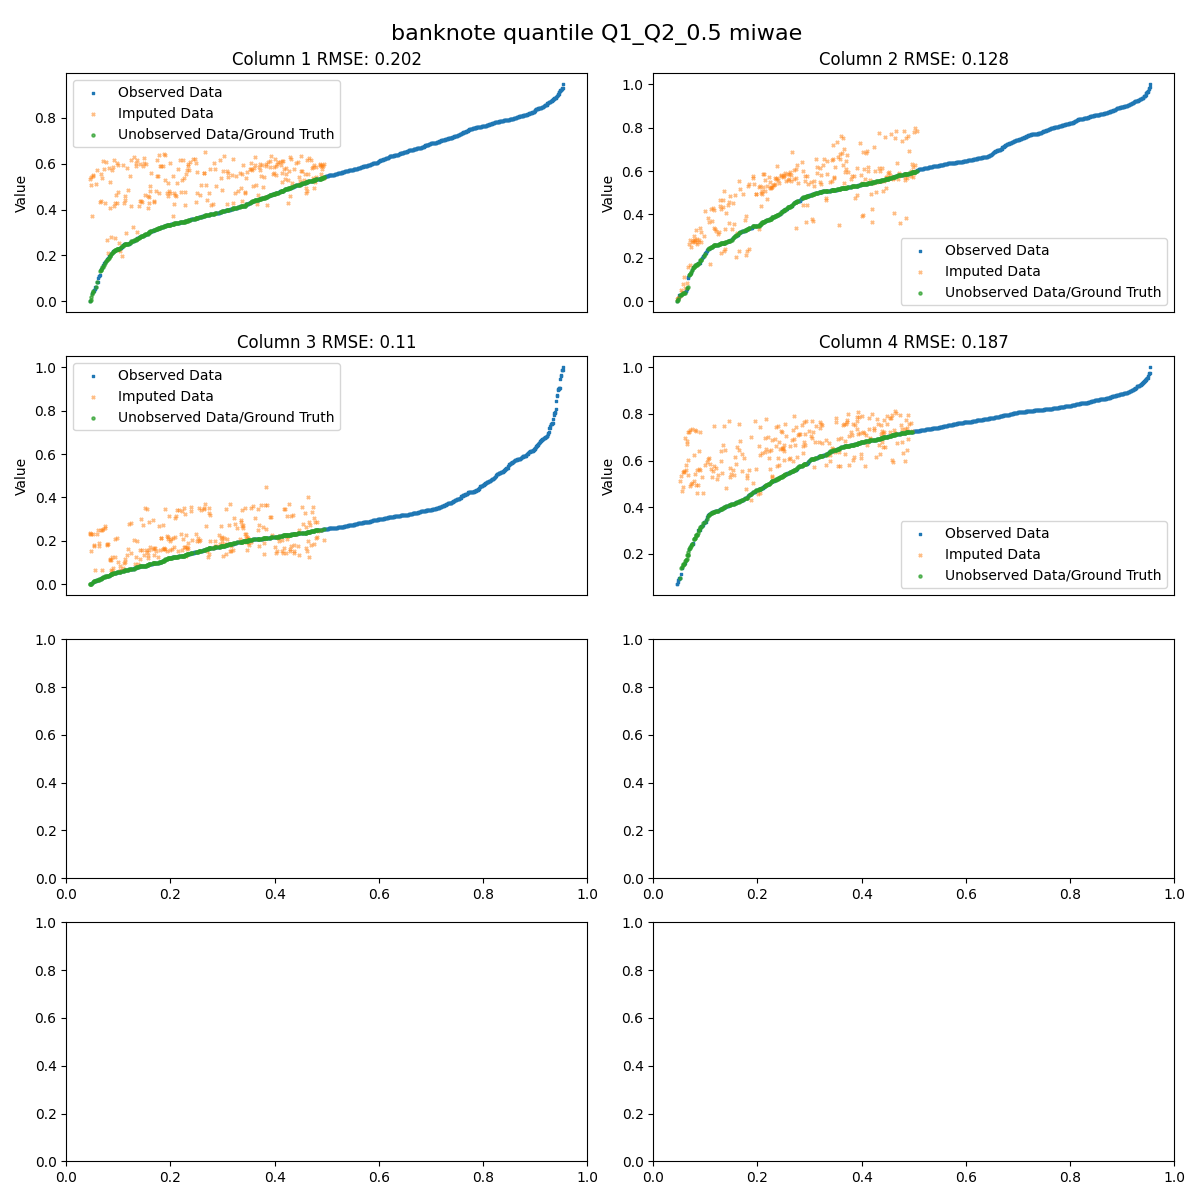 banknote quantile Q1_Q2_0.5 miwae
Column 1 RMSE: 0.202
Value
0.8
0.6
0.4
0.2
0.0
Observed Data
Imputed Data
Unobserved Data/Ground Truth
Column 2 RMSE: 0.128
Value
1.0
0.8
0.6
0.4
0.2
0.0
Observed Data
Imputed Data
Unobserved Data/Ground Truth
Column 3 RMSE: 0.11
Value
1.0
0.8
0.6
0.4
0.2
0.0
Observed Data
Imputed Data
Unobserved Data/Ground Truth
Column 4 RMSE: 0.187
Value
1.0
0.8
0.6
0.4
0.2
Observed Data
Imputed Data
Unobserved Data/Ground Truth
1.0
0.8
0.6
0.4
0.2
0.0
0.0 0.2 0.4 0.6 0.8 1.0
1.0
0.8
0.6
0.4
0.2
0.0
0.0 0.2 0.4 0.6 0.8 1.0
1.0
0.8
0.6
0.4
0.2
0.0
0.0 0.2 0.4 0.6 0.8 1.0
1.0
0.8
0.6
0.4
0.2
0.0
0.0 0.2 0.4 0.6 0.8 1.0